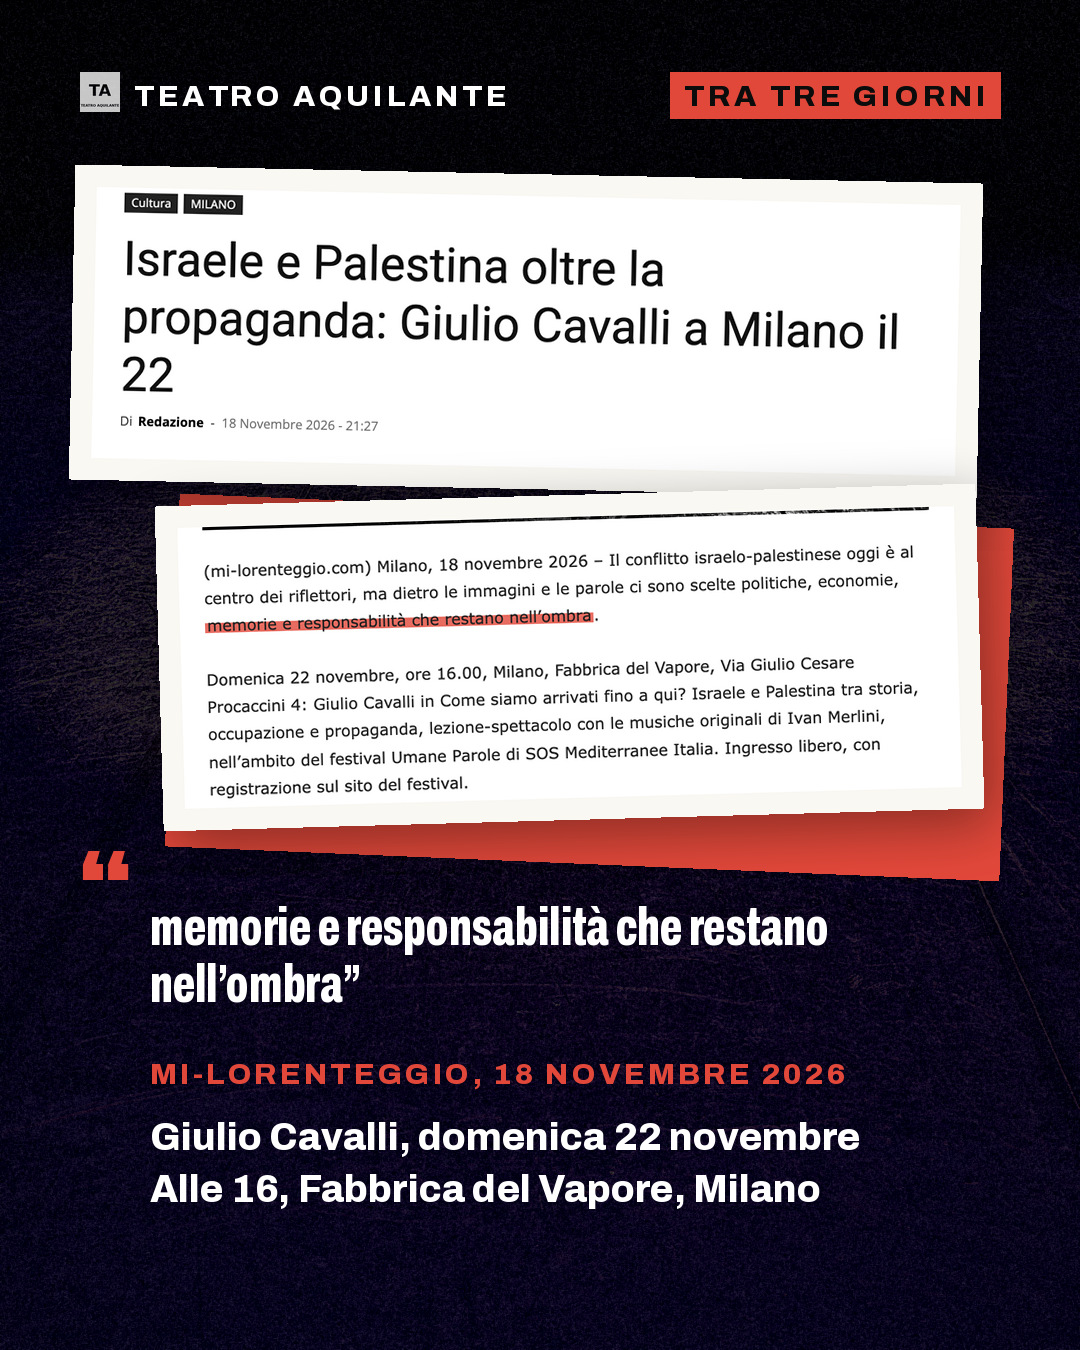 TA
TEATRO AQUILANTE
TEATRO AQUILANTE
TRA TRE GIORNI
Cultura
MILANO
Israele e Palestina oltre la
propaganda: Giulio Cavalli a Milano il
22
Di Redazione - 18 Novembre 2026 - 21:27
(mi-lorenteggio.com) Milano, 18 novembre 2026 – Il conflitto israelo-palestinese oggi è al
centro dei riflettori, ma dietro le immagini e le parole ci sono scelte politiche, economie,
memorie e responsabilità che restano nell’ombra.
Domenica 22 novembre, ore 16.00, Milano, Fabbrica del Vapore, Via Giulio Cesare
Procaccini 4: Giulio Cavalli in Come siamo arrivati fino a qui? Israele e Palestina tra storia,
occupazione e propaganda, lezione-spettacolo con le musiche originali di Ivan Merlini,
nell’ambito del festival Umane Parole di SOS Mediterranee Italia. Ingresso libero, con
registrazione sul sito del festival.
“
memorie e responsabilità che restano
nell’ombra”
MI-LORENTEGGIO, 18 NOVEMBRE 2026
Giulio Cavalli, domenica 22 novembre
Alle 16, Fabbrica del Vapore, Milano